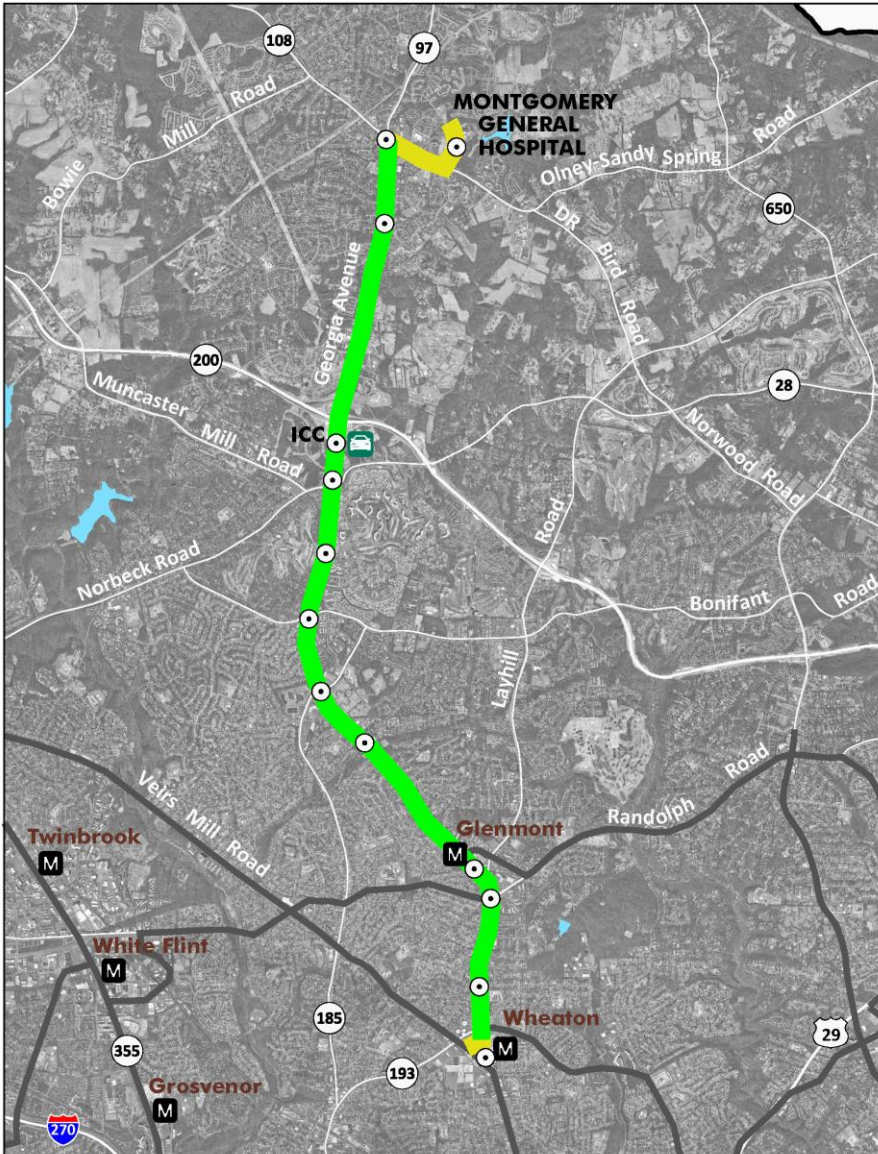 108
97
MONTGOMERY
GENERAL
HOSPITAL
Bowie Mill Road
Olney-Sandy Spring Road
650
DR Bird Road
Georgia Avenue
200
28
Muncaster Mill Road
ICC
Norwood Road
Norbeck Road
Layhill Road
Bonifant Road
Veirs Mill Road
Randolph Road
Glenmont
M
Twinbrook
M
White Flint
M
185
Wheaton
M
29
355
193
Grosvenor
M
270